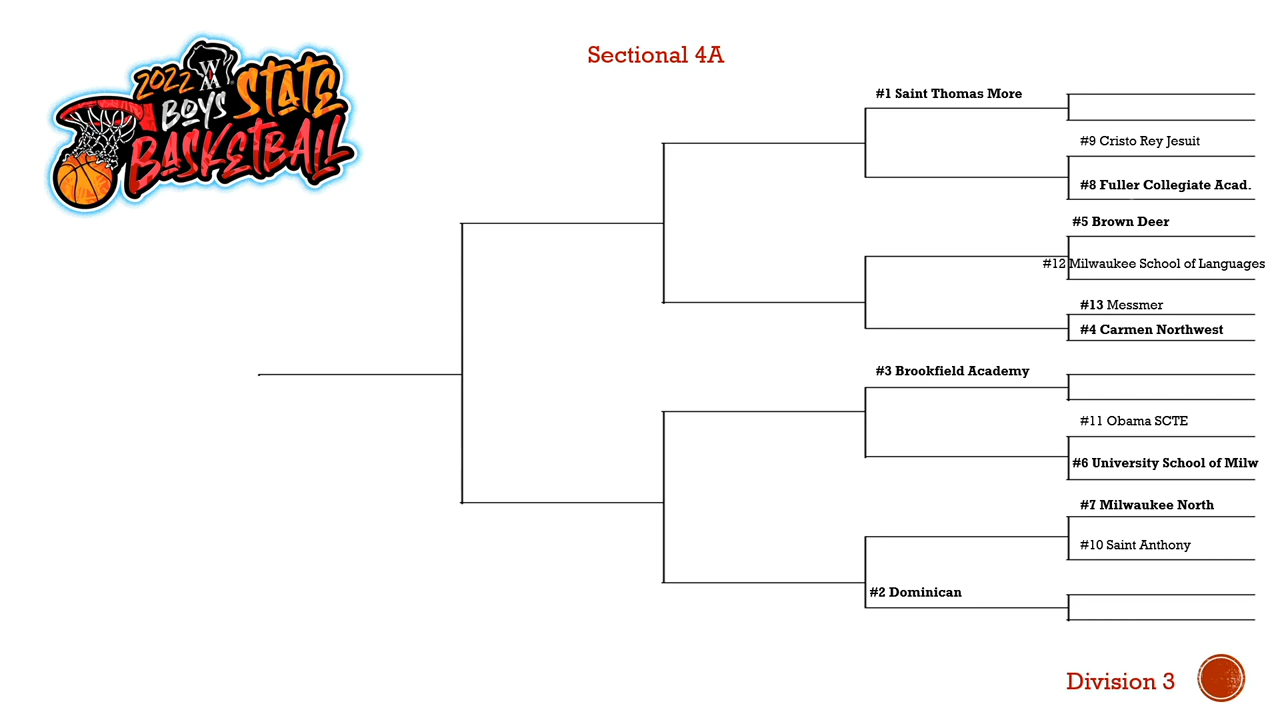 Sectional 4A
2022
WIAA
BOYS
STATE
BASKETBALL
#1 Saint Thomas More
#9 Cristo Rey Jesuit
#8 Fuller Collegiate Acad.
#5 Brown Deer
#12 Milwaukee School of Languages
#13 Messmer
#4 Carmen Northwest
#3 Brookfield Academy
#11 Obama SCTE
#6 University School of Milw
#7 Milwaukee North
#10 Saint Anthony
#2 Dominican
Division 3